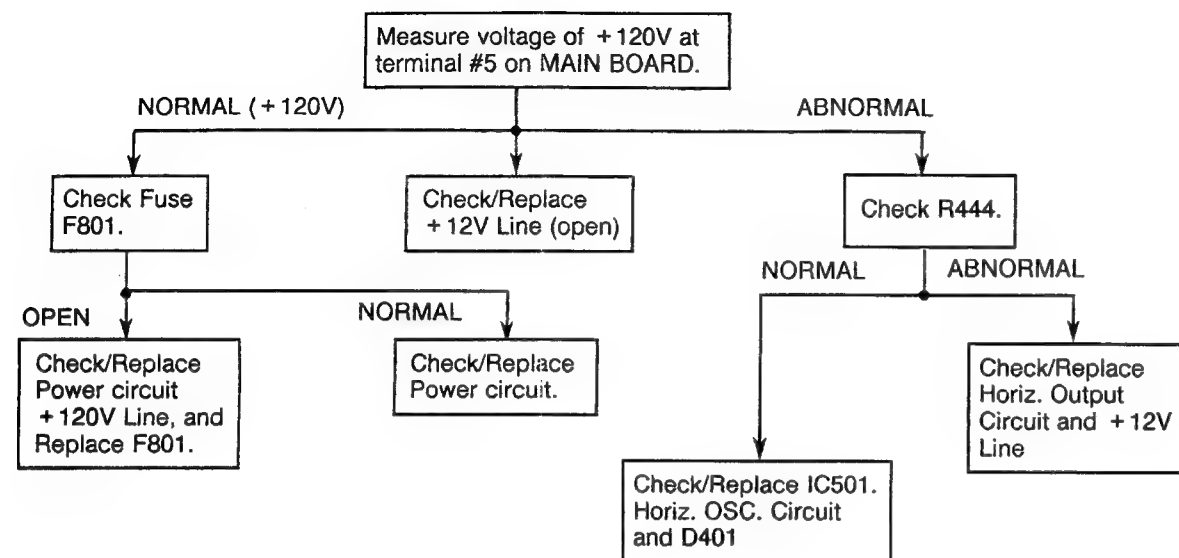 Measure voltage of +120V at
terminal #5 on MAIN BOARD.
NORMAL (+120V)
ABNORMAL
Check Fuse
F801.
Check/Replace
+12V Line (open)
Check R444.
NORMAL
ABNORMAL
OPEN
NORMAL
Check/Replace
Power circuit
+120V Line, and
Replace F801.
Check/Replace
Power circuit.
Check/Replace
Horiz. Output
Circuit and +12V
Line
Check/Replace IC501.
Horiz. OSC. Circuit
and D401